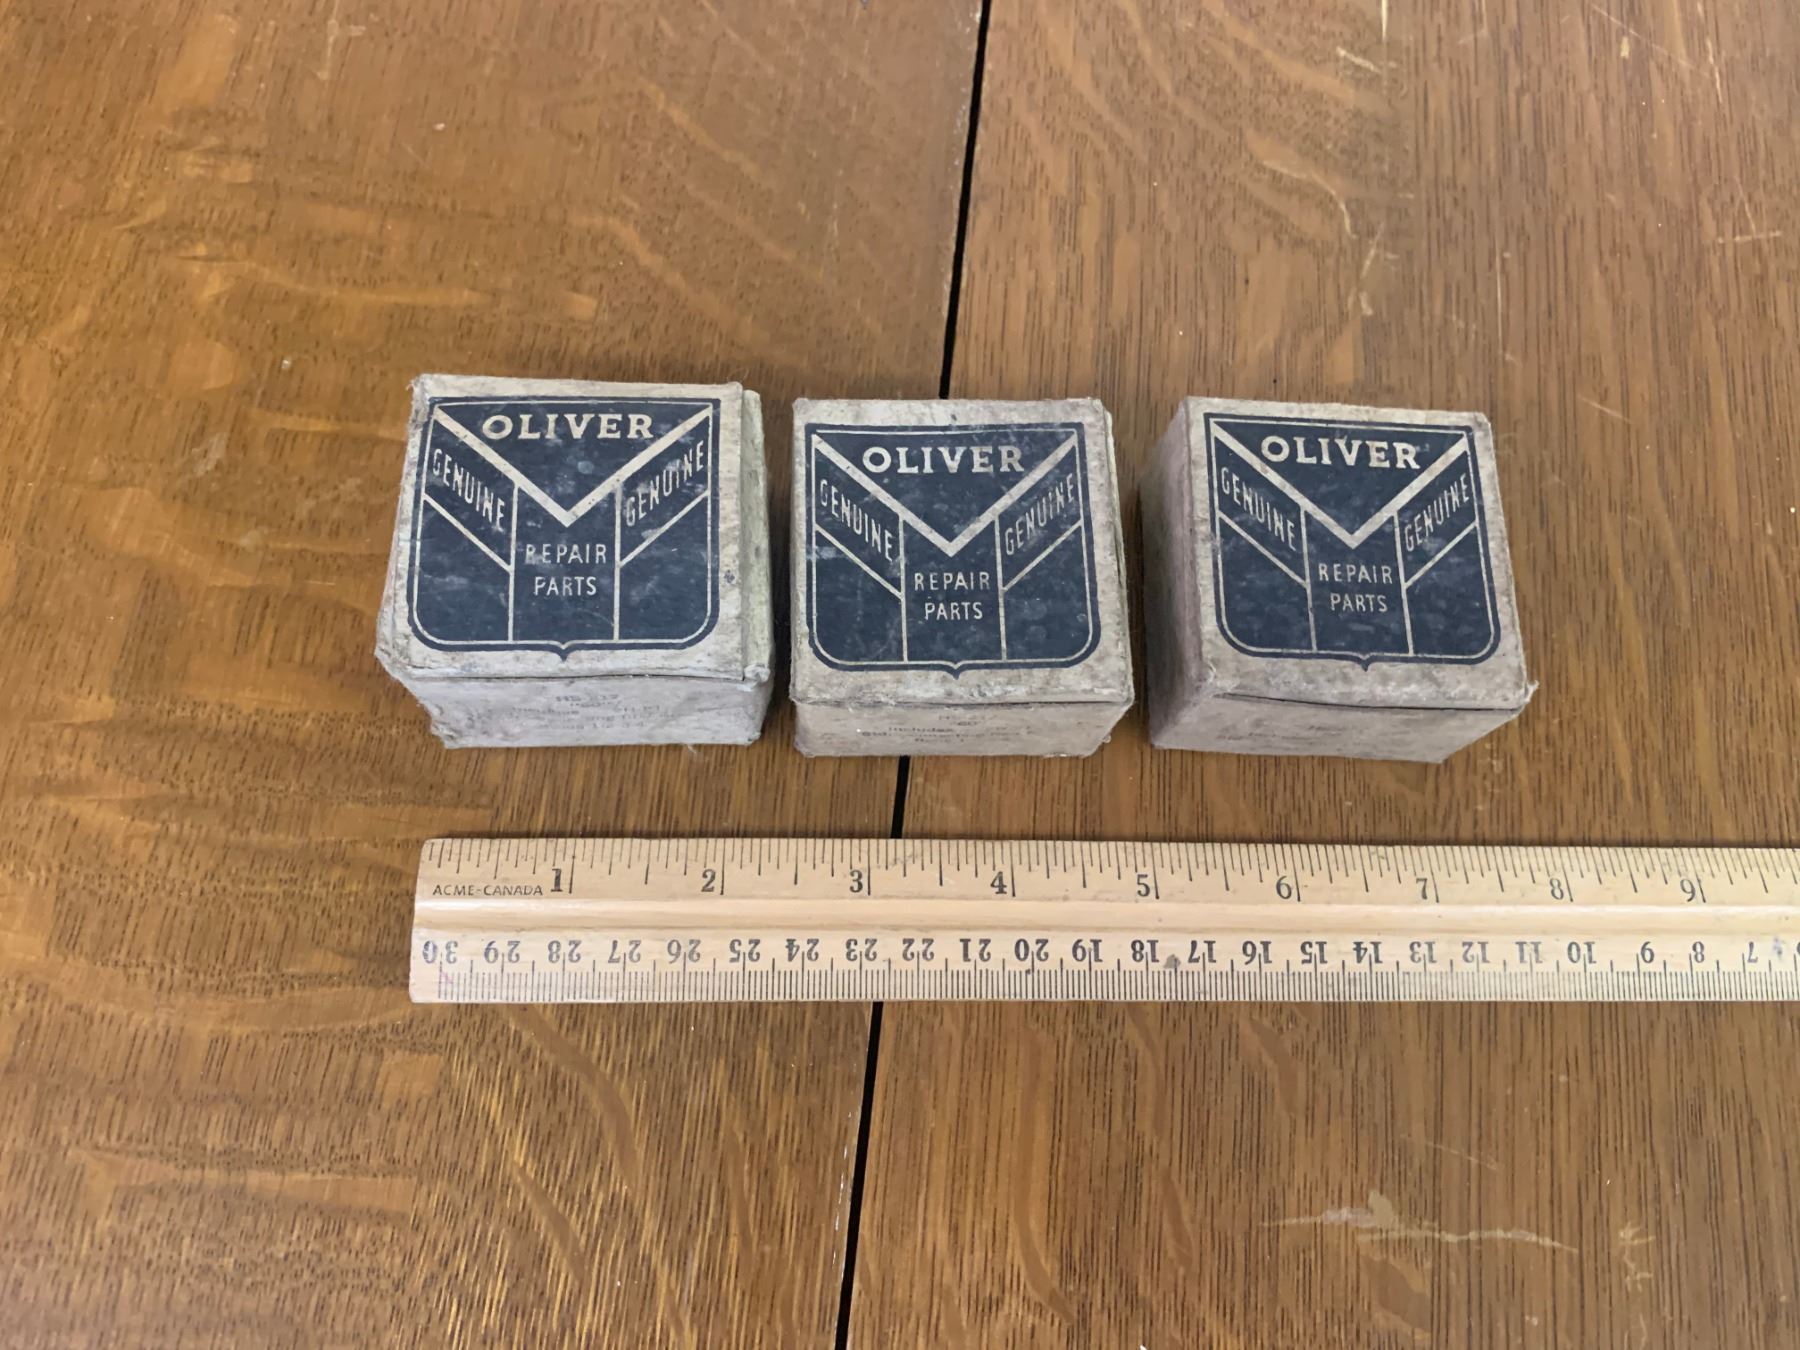 OLIVER
GENUINE GENUINE
REPAIR
PARTS
OLIVER
GENUINE GENUINE
REPAIR
PARTS
Includes
OLIVER
GENUINE GENUINE
REPAIR
PARTS
1 2 3 4 5 6 7 8 9
ACME-CANADA
30 29 28 27 26 25 24 23 22 21 20 19 18 17 16 15 14 13 12 11 10 9 8 7